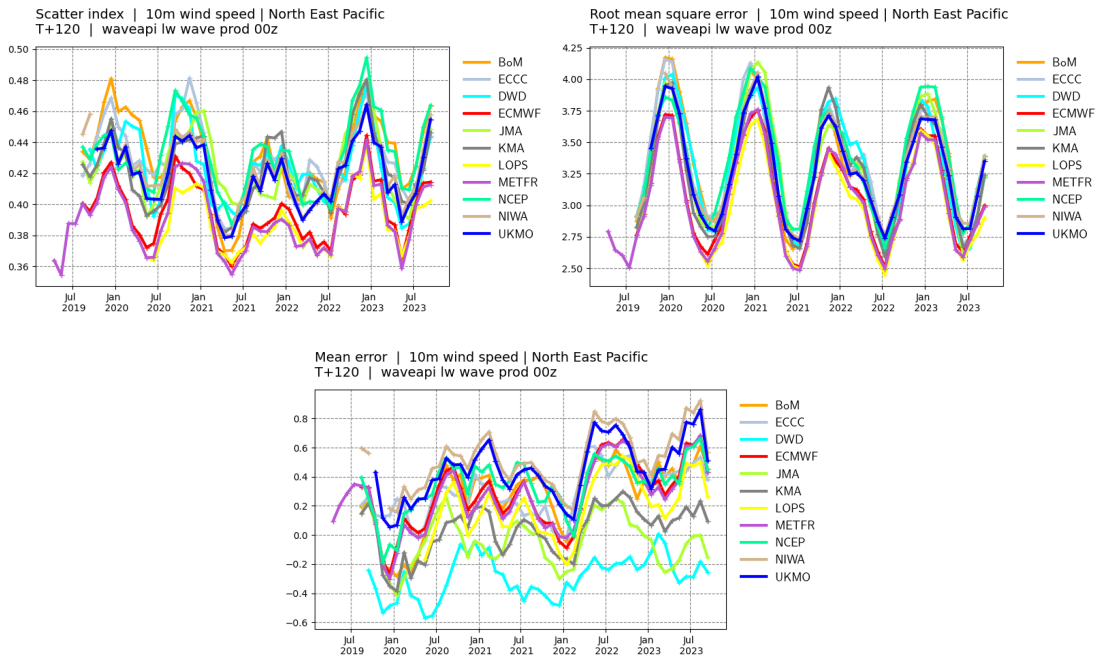 Scatter index | 10m wind speed | North East Pacific
T+120 | waveapi lw wave prod 00z
0.50
0.48
0.46
0.44
0.42
0.40
0.38
0.36
Jul
2019
Jan
2020
Jul
2020
Jan
2021
Jul
2021
Jan
2022
Jul
2022
Jan
2023
Jul
2023
BoM
ECCC
DWD
ECMWF
JMA
KMA
LOPS
METFR
NCEP
NIWA
UKMO
Root mean square error | 10m wind speed | North East Pacific
T+120 | waveapi lw wave prod 00z
4.25
4.00
3.75
3.50
3.25
3.00
2.75
2.50
Jul
2019
Jan
2020
Jul
2020
Jan
2021
Jul
2021
Jan
2022
Jul
2022
Jan
2023
Jul
2023
BoM
ECCC
DWD
ECMWF
JMA
KMA
LOPS
METFR
NCEP
NIWA
UKMO
Mean error | 10m wind speed | North East Pacific
T+120 | waveapi lw wave prod 00z
0.8
0.6
0.4
0.2
0.0
−0.2
−0.4
−0.6
Jul
2019
Jan
2020
Jul
2020
Jan
2021
Jul
2021
Jan
2022
Jul
2022
Jan
2023
Jul
2023
BoM
ECCC
DWD
ECMWF
JMA
KMA
LOPS
METFR
NCEP
NIWA
UKMO